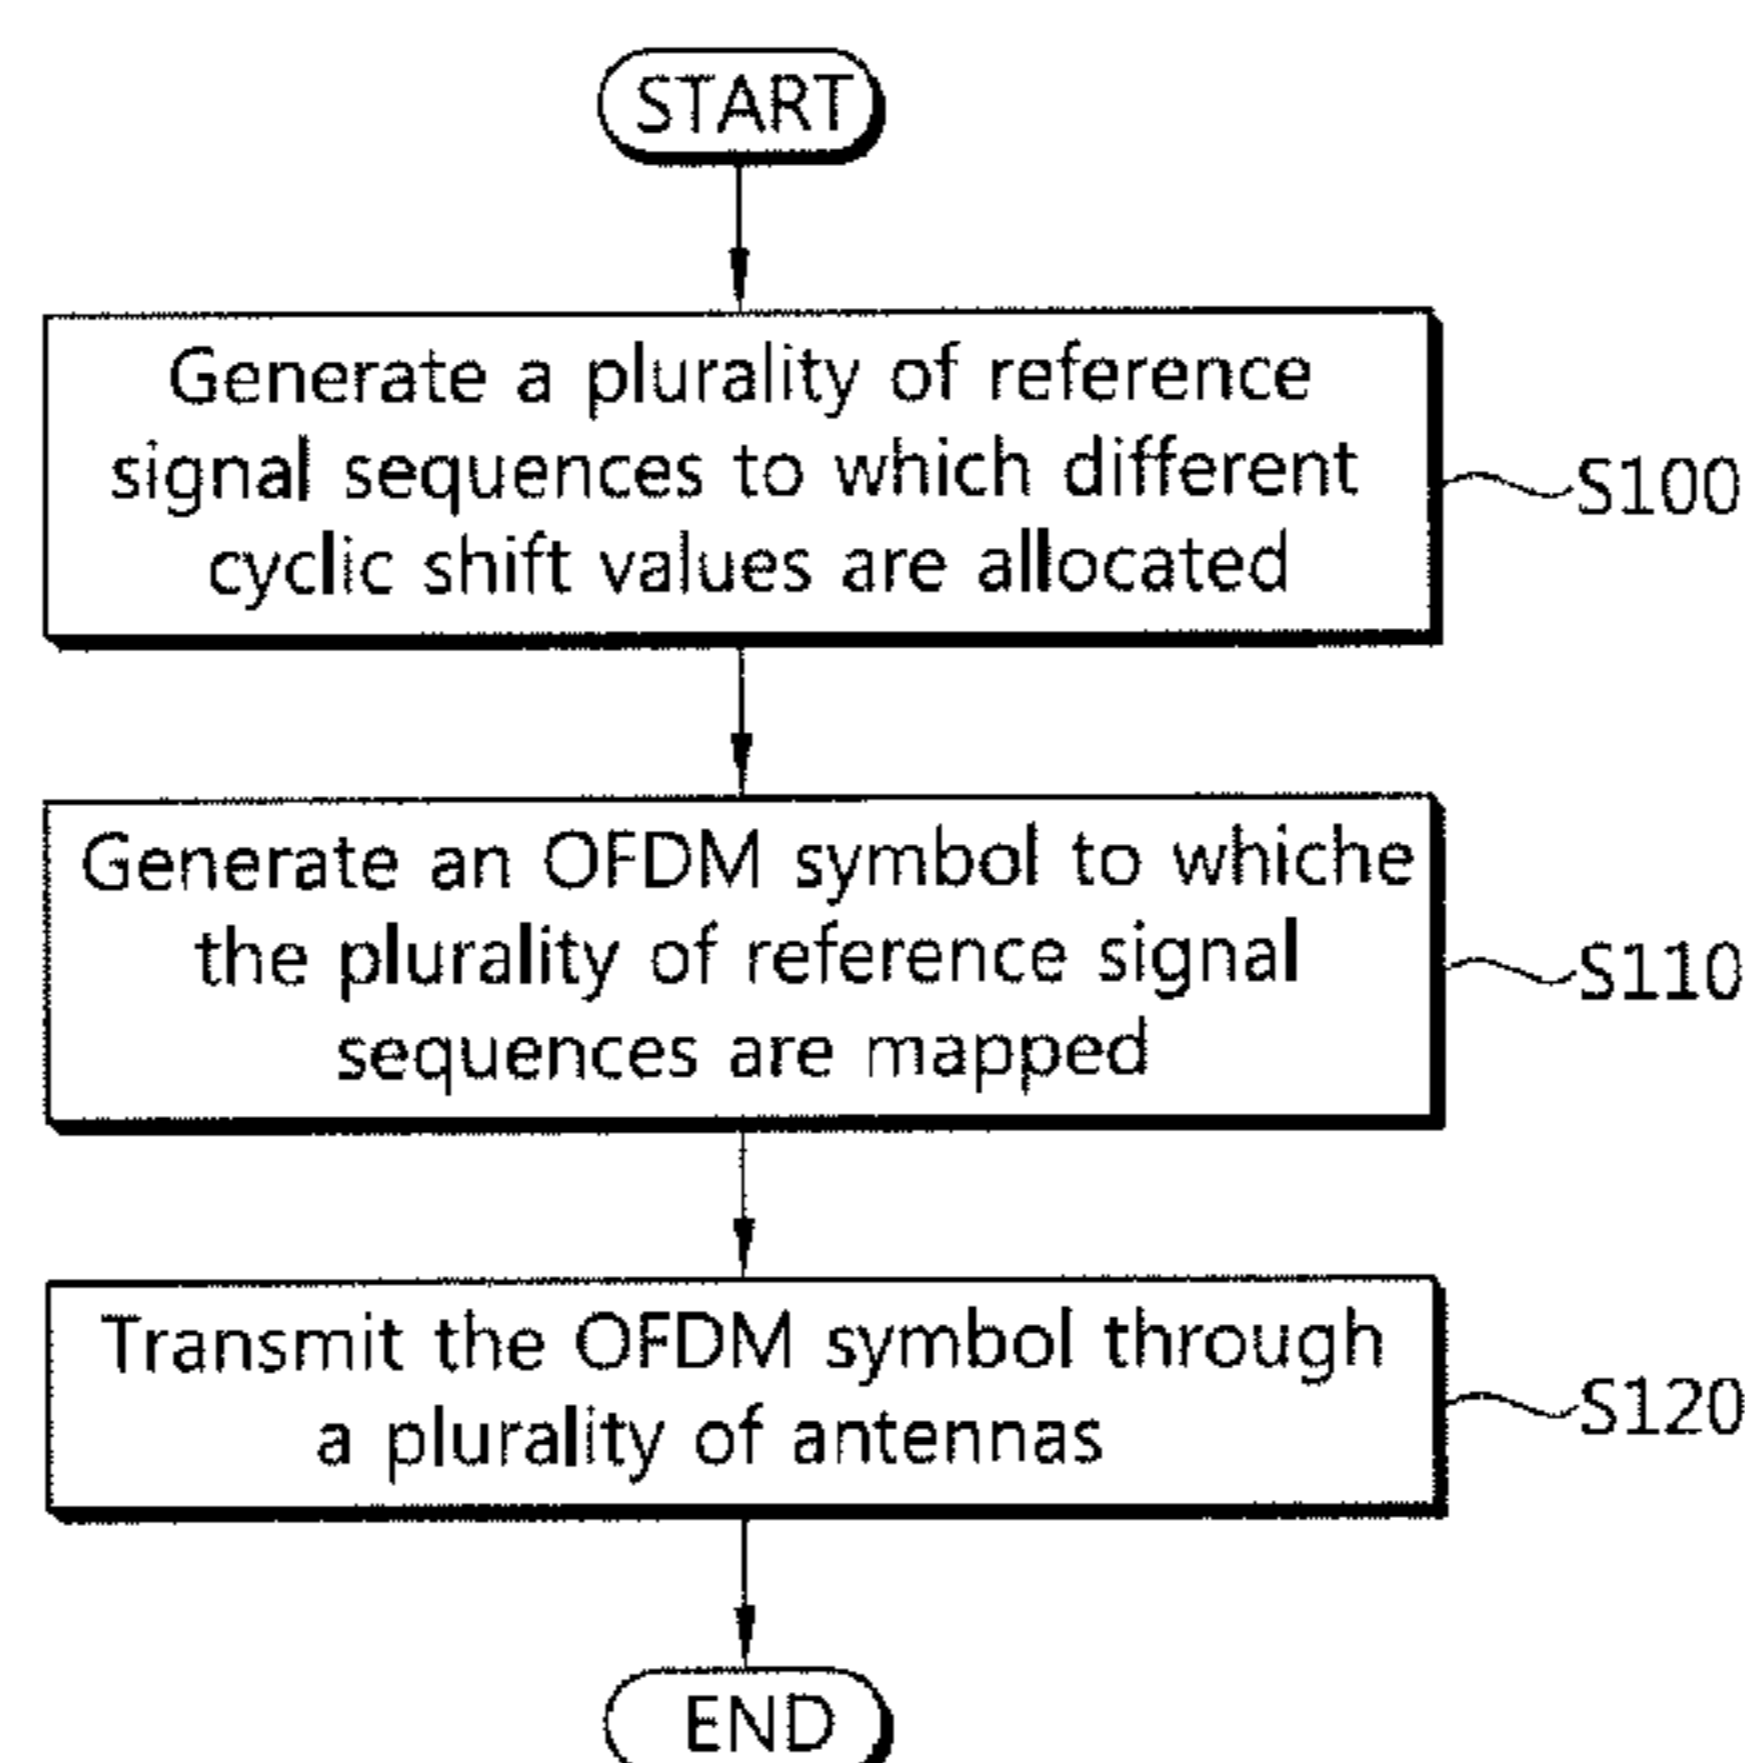 START
Generate a plurality of reference
signal sequences to which different
cyclic shift values are allocated
S100
Generate an OFDM symbol to whiche
the plurality of reference signal
sequences are mapped
S110
Transmit the OFDM symbol through
a plurality of antennas
S120
END